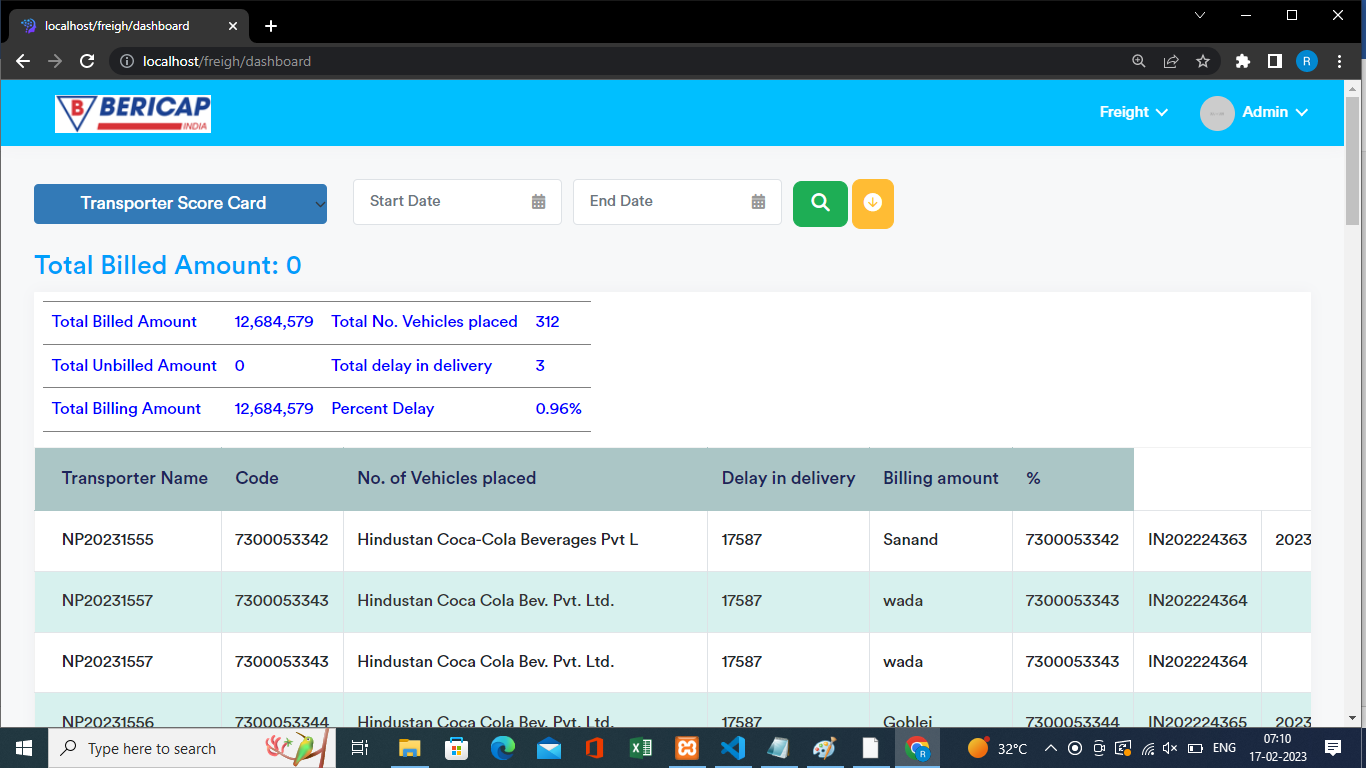 localhost/freigh/dashboard
localhost/freigh/dashboard
R
B BERICAP
INDIA
Freight
Admin
Transporter Score Card
Start Date
End Date
Total Billed Amount: 0
Total Billed Amount 12,684,579 Total No. Vehicles placed 312
Total Unbilled Amount 0 Total delay in delivery 3
Total Billing Amount 12,684,579 Percent Delay 0.96%
Transporter Name Code No. of Vehicles placed Delay in delivery Billing amount %
NP20231555 7300053342 Hindustan Coca-Cola Beverages Pvt L 17587 Sanand 7300053342 IN202224363 2023
NP20231557 7300053343 Hindustan Coca Cola Bev. Pvt. Ltd. 17587 wada 7300053343 IN202224364
NP20231557 7300053343 Hindustan Coca Cola Bev. Pvt. Ltd. 17587 wada 7300053343 IN202224364
NP20231556 7300053344 Hindustan Coca Cola Bev. Pvt. Ltd. 17587 Goblej 7300053344 IN202224365 2023
Type here to search
R
32°C
ENG
07:10
17-02-2023